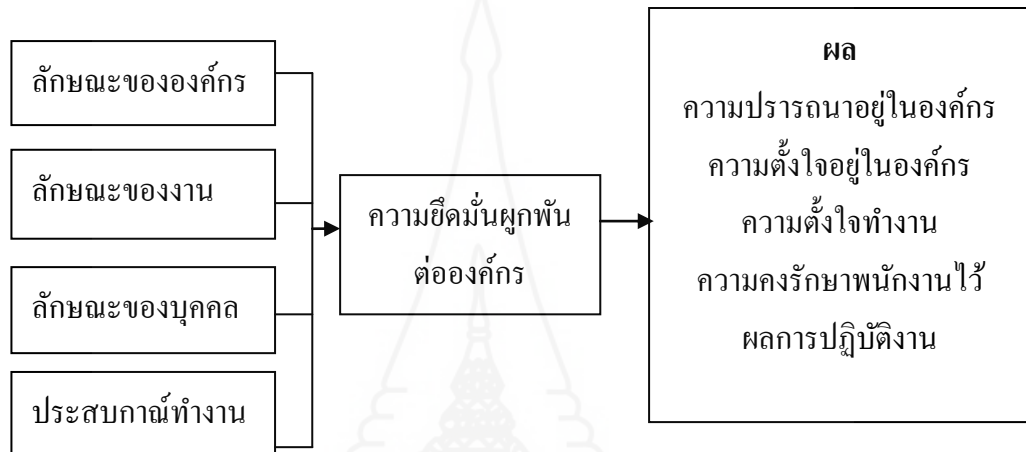 ลักษณะขององค์กร
ลักษณะของงาน
ลักษณะของบุคคล
ประสบกาณ์ทำงาน
ความยึดมั่นผูกพัน
ต่อองค์กร
ผล
ความปรารถนาอยู่ในองค์กร
ความตั้งใจอยู่ในองค์กร
ความตั้งใจทำงาน
ความคงรักษาพนักงานไว้
ผลการปฏิบัติงาน